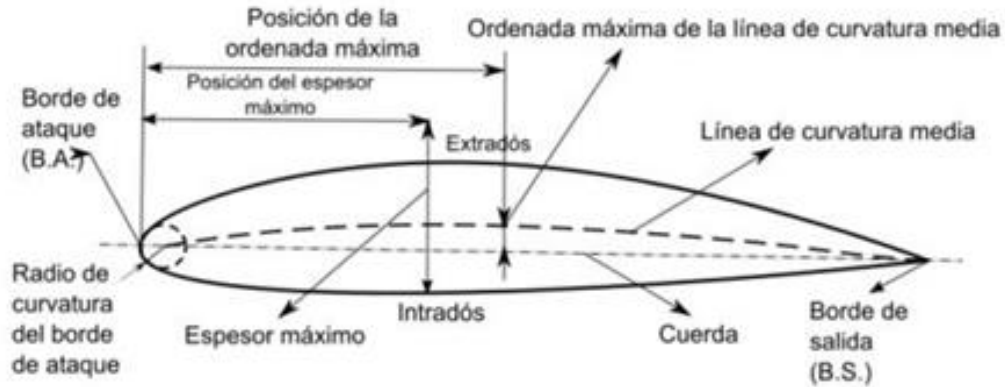 Posición de la
ordenada máxima
Ordenada máxima de la línea de curvatura media
Posición del espesor
máximo
Borde de
ataque
(B.A.)
Extradós
Línea de curvatura media
Radio de
curvatura
del borde
de ataque
Espesor máximo
Intradós
Cuerda
Borde de
salida
(B.S.)